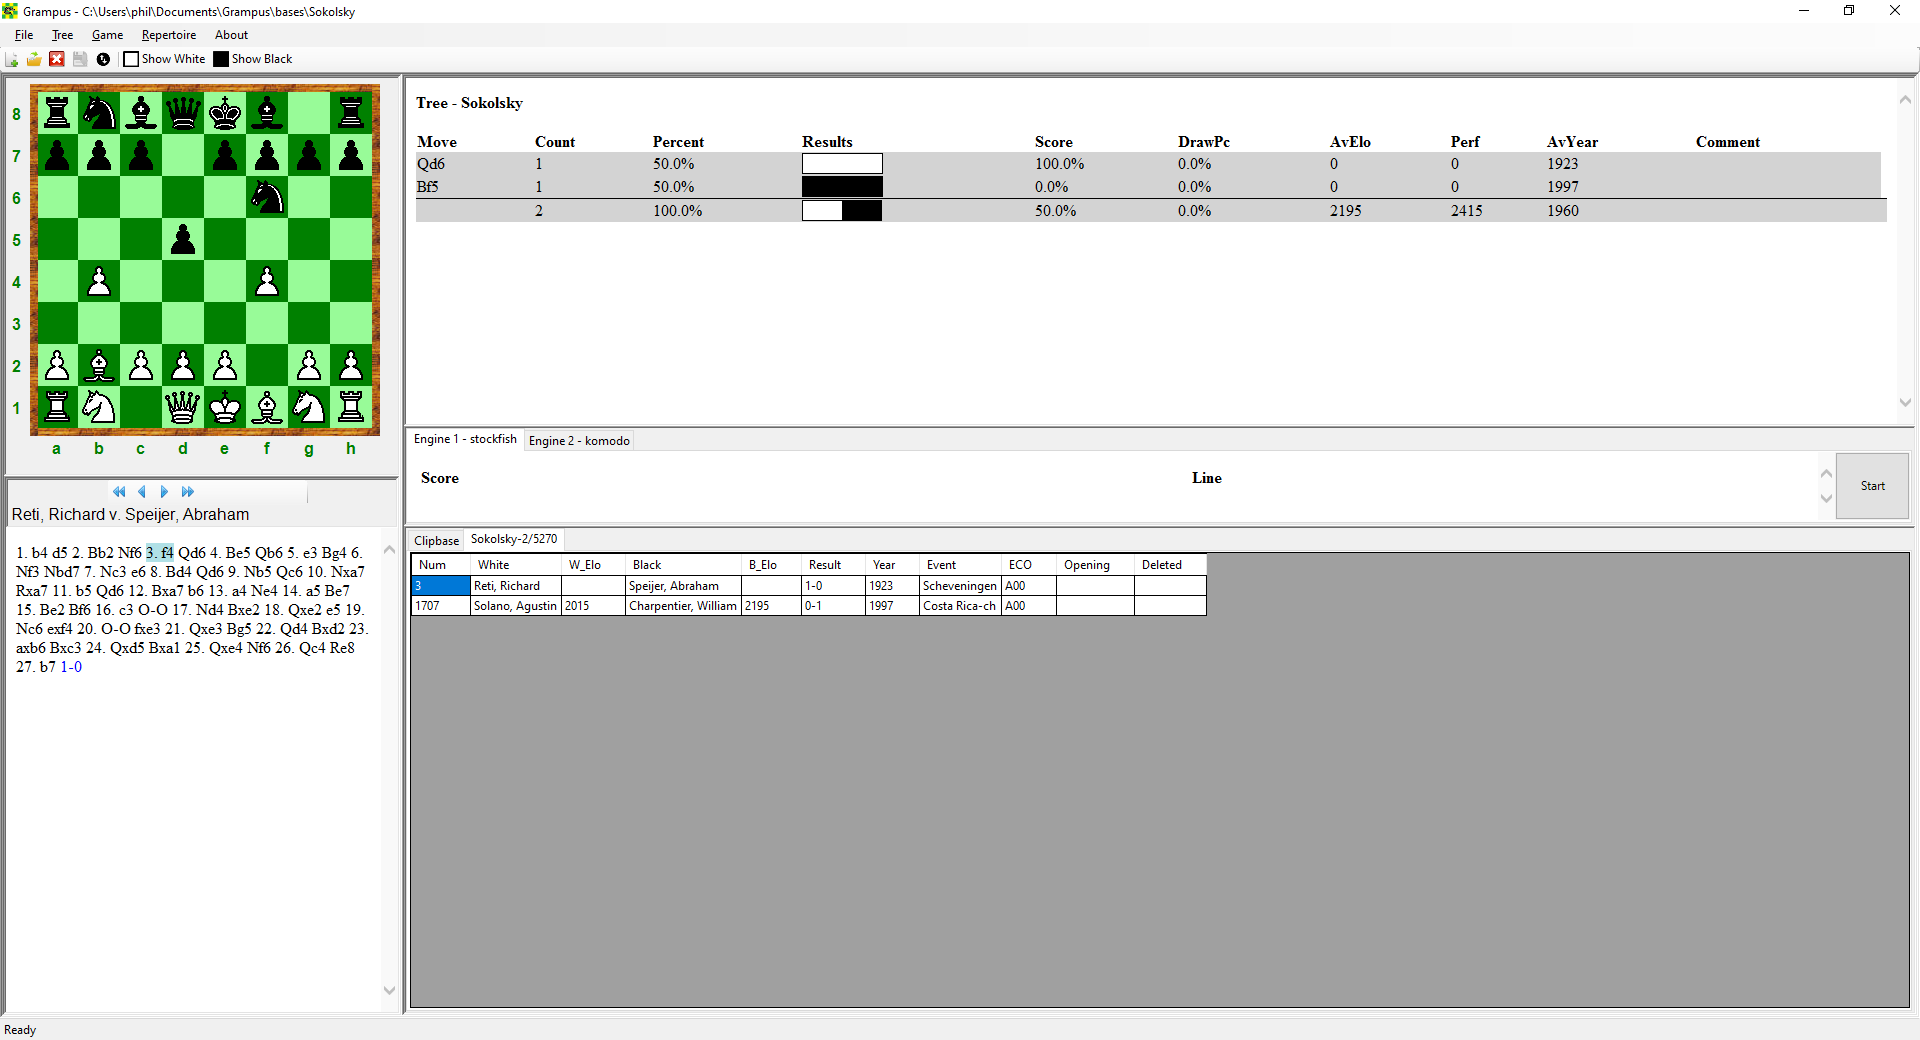 Grampus - C:\Users\phil\Documents\Grampus\bases\Sokolsky
File Tree Game Repertoire About
Show White Show Black
8
7
6
5
4
3
2
1
a b c d e f g h
Tree - Sokolsky
Move Count Percent Results Score DrawPc AvElo Perf AvYear Comment
Qd6 1 50.0% 100.0% 0.0% 0 0 1923
Bf5 1 50.0% 0.0% 0.0% 0 0 1997
2 100.0% 50.0% 0.0% 2195 2415 1960
Engine 1 - stockfish Engine 2 - komodo
Score Line
Start
Reti, Richard v. Speijer, Abraham
1. b4 d5 2. Bb2 Nf6 3. f4 Qd6 4. Be5 Qb6 5. e3 Bg4 6.
Nf3 Nbd7 7. Nc3 e6 8. Bd4 Qd6 9. Nb5 Qc6 10. Nxa7
Rxa7 11. b5 Qd6 12. Bxa7 b6 13. a4 Ne4 14. a5 Be7
15. Be2 Bf6 16. c3 O-O 17. Nd4 Bxe2 18. Qxe2 e5 19.
Nc6 exf4 20. O-O fxe3 21. Qxe3 Bg5 22. Qd4 Bxd2 23.
axb6 Bxc3 24. Qxd5 Bxa1 25. Qxe4 Nf6 26. Qc4 Re8
27. b7 1-0
Clipbase Sokolsky-2/5270
Num White W_Elo Black B_Elo Result Year Event ECO Opening Deleted
3 Reti, Richard Speijer, Abraham 1-0 1923 Scheveningen A00
1707 Solano, Agustin 2015 Charpentier, William 2195 0-1 1997 Costa Rica-ch A00
Ready